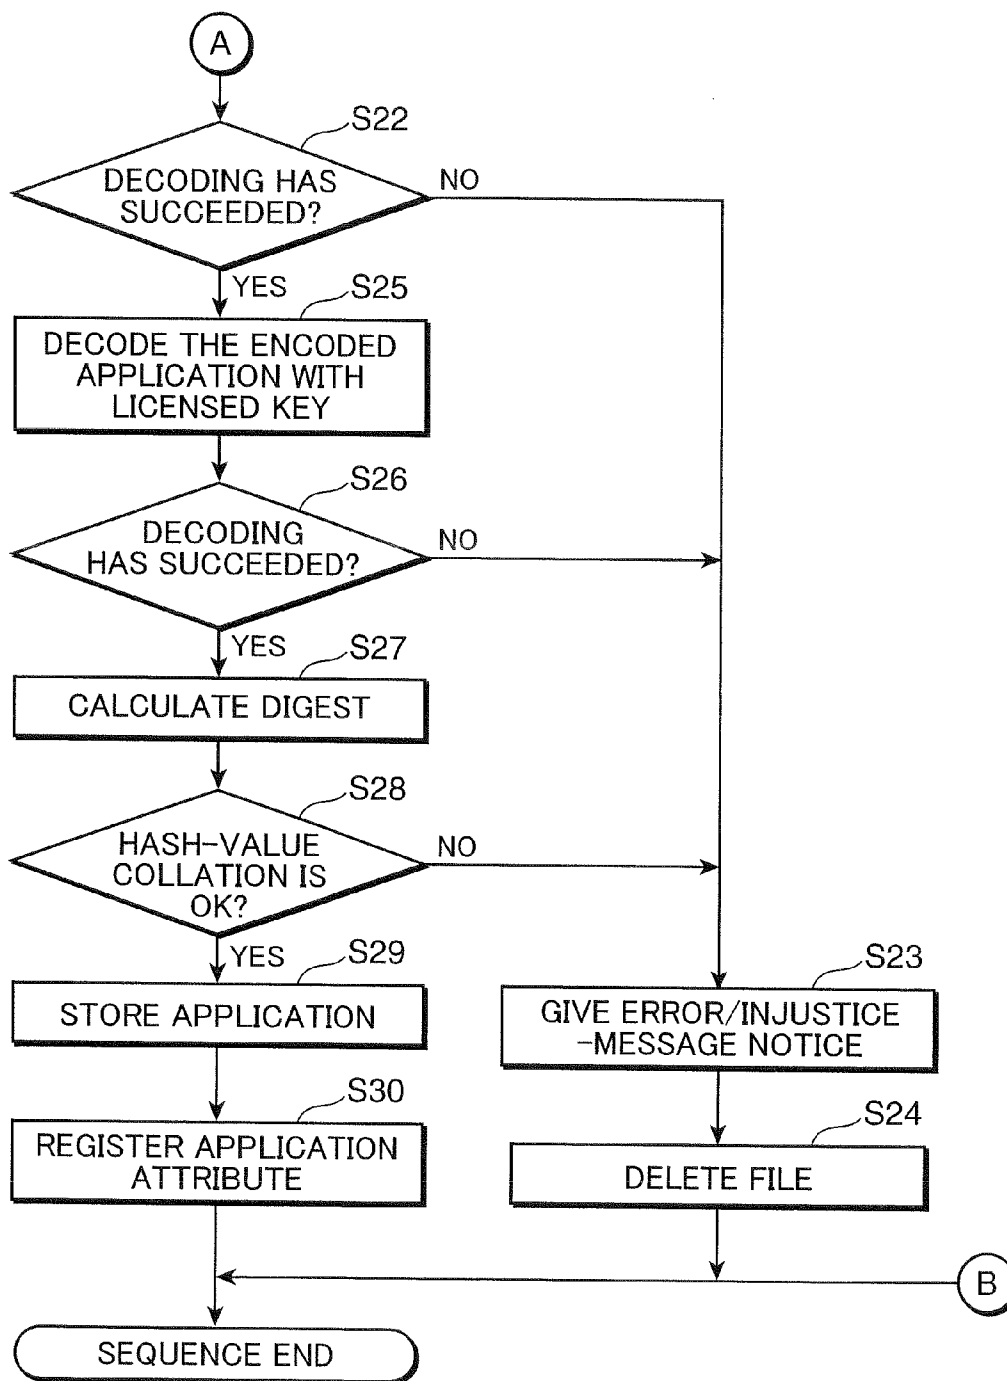 A
S22
DECODING HAS
SUCCEEDED?
NO
YES
S25
DECODE THE ENCODED
APPLICATION WITH
LICENSED KEY
S26
DECODING
HAS SUCCEEDED?
NO
YES
S27
CALCULATE DIGEST
S28
HASH-VALUE
COLLATION IS
OK?
NO
YES
S29
STORE APPLICATION
S23
GIVE ERROR/INJUSTICE
-MESSAGE NOTICE
S30
REGISTER APPLICATION
ATTRIBUTE
S24
DELETE FILE
B
SEQUENCE END